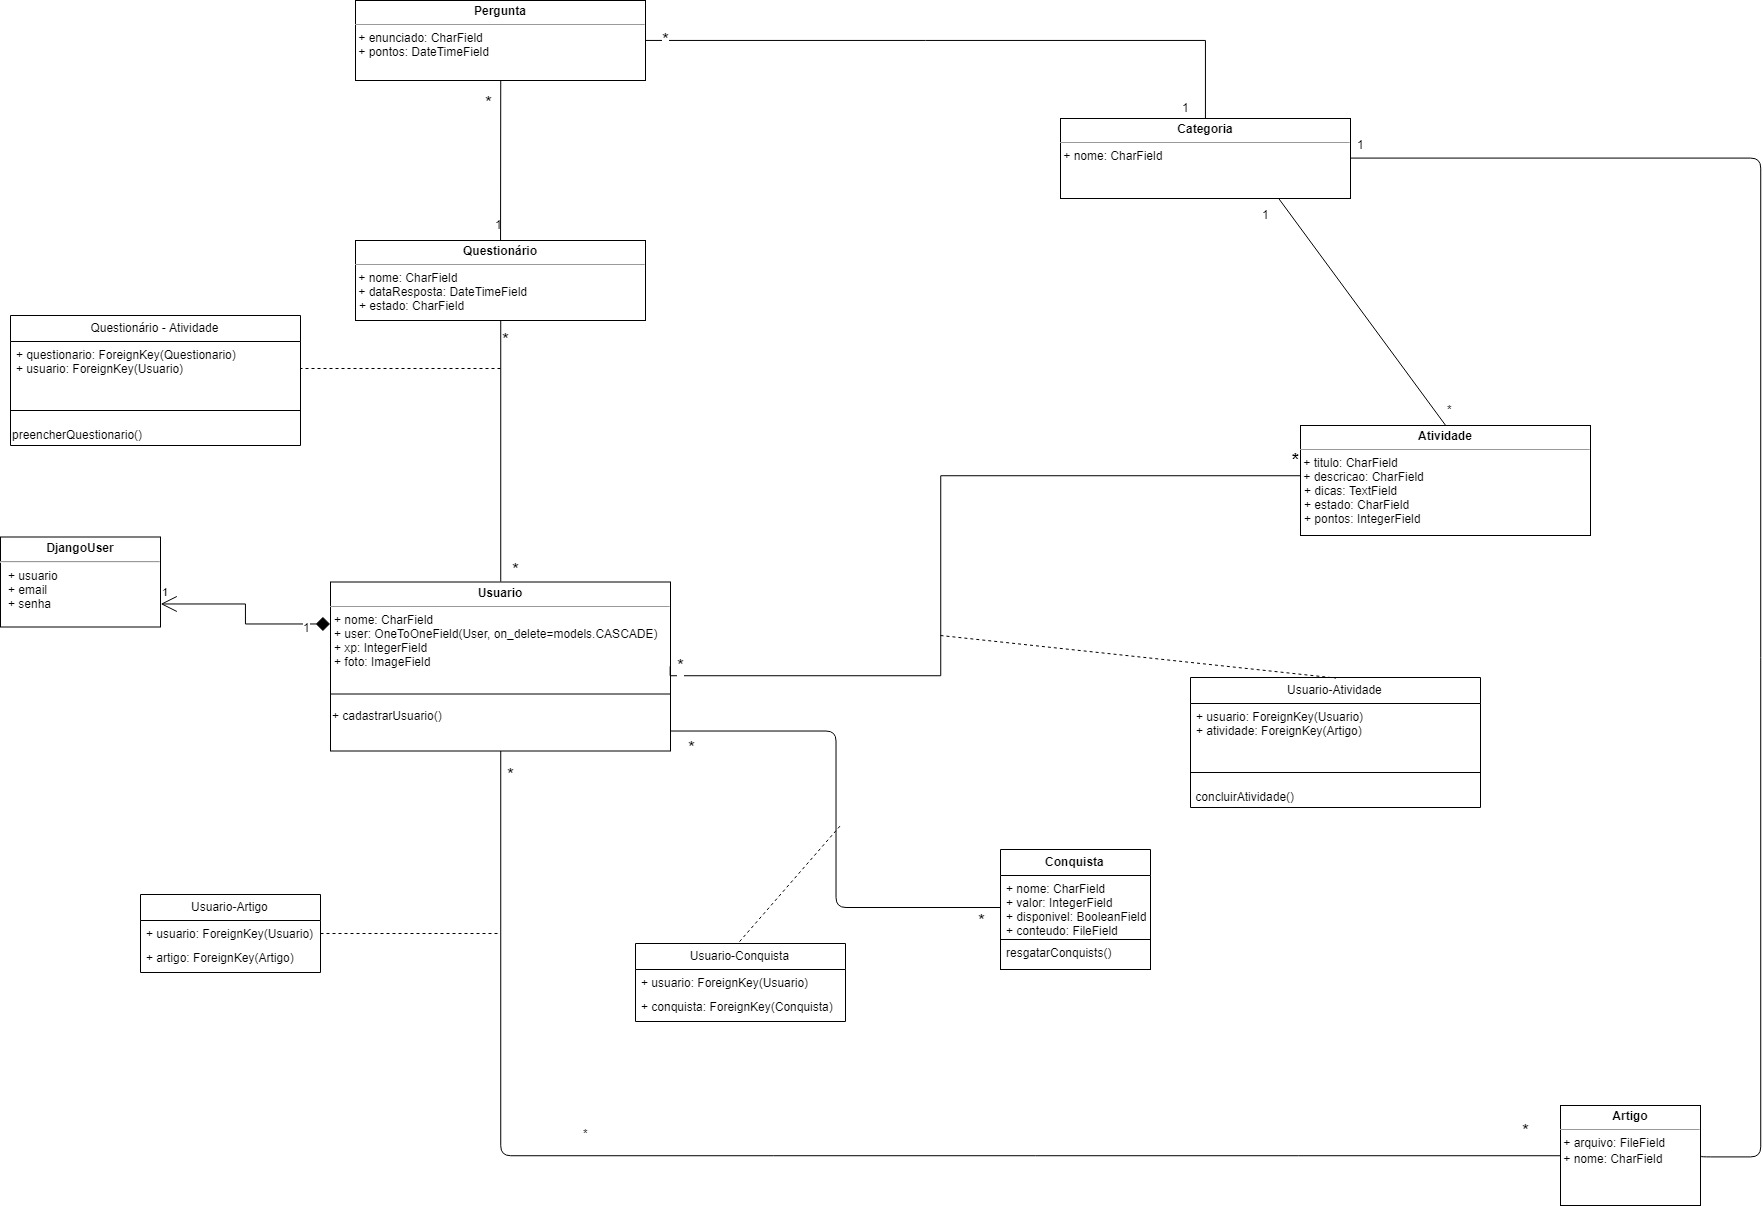 Pergunta
+ enunciado: CharField
+ pontos: DateTimeField
*
*
1
Categoria
+ nome: CharField
1
1
*
1
Questionário
+ nome: CharField
+ dataResposta: DateTimeField
+ estado: CharField
*
Questionário - Atividade
+ questionario: ForeignKey(Questionario)
+ usuario: ForeignKey(Usuario)
preencherQuestionario()
*
Atividade
+ titulo: CharField
+ descricao: CharField
+ dicas: TextField
+ estado: CharField
+ pontos: IntegerField
*
DjangoUser
+ usuario
+ email
+ senha
1
1
*
Usuario
+ nome: CharField
+ user: OneToOneField(User, on_delete=models.CASCADE)
+ xp: IntegerField
+ foto: ImageField
+ cadastrarUsuario()
*
*
*
Usuario-Atividade
+ usuario: ForeignKey(Usuario)
+ atividade: ForeignKey(Artigo)
concluirAtividade()
Conquista
+ nome: CharField
+ valor: IntegerField
+ disponivel: BooleanField
+ conteudo: FileField
resgatarConquists()
*
Usuario-Artigo
+ usuario: ForeignKey(Usuario)
+ artigo: ForeignKey(Artigo)
Usuario-Conquista
+ usuario: ForeignKey(Usuario)
+ conquista: ForeignKey(Conquista)
*
*
Artigo
+ arquivo: FileField
+ nome: CharField